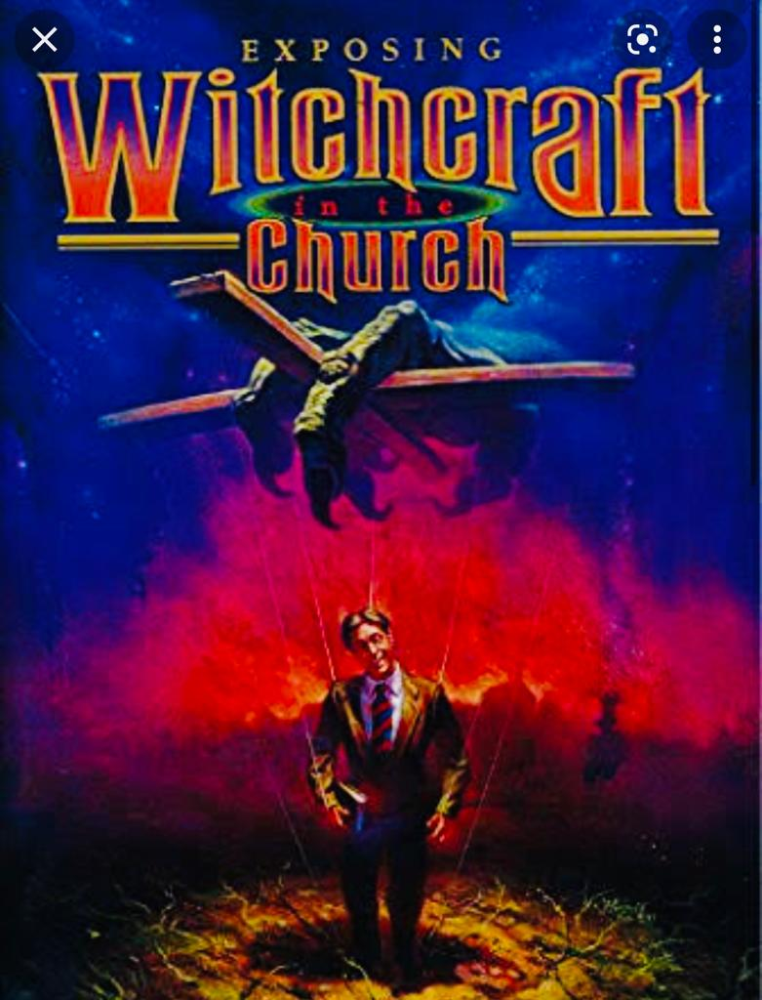 EXPOSING
Witchcraft
in the
Church